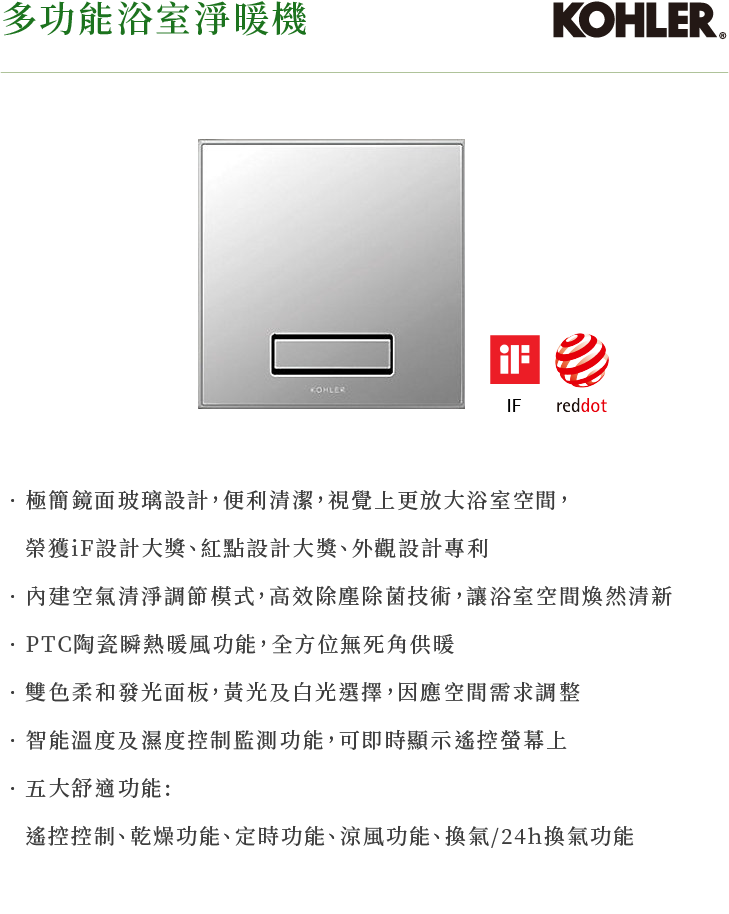 多功能浴室淨暖機
KOHLER®
KOHLER
iF
IF
reddot
· 極簡鏡面玻璃設計，便利清潔，視覺上更放大浴室空間，
榮獲iF設計大獎、紅點設計大獎、外觀設計專利
· 內建空氣清淨調節模式，高效除塵除菌技術，讓浴室空間煥然清新
· PTC陶瓷瞬熱暖風功能，全方位無死角供暖
· 雙色柔和發光面板，黃光及白光選擇，因應空間需求調整
· 智能溫度及濕度控制監測功能，可即時顯示遙控螢幕上
· 五大舒適功能：
遙控控制、乾燥功能、定時功能、涼風功能、換氣/24h換氣功能